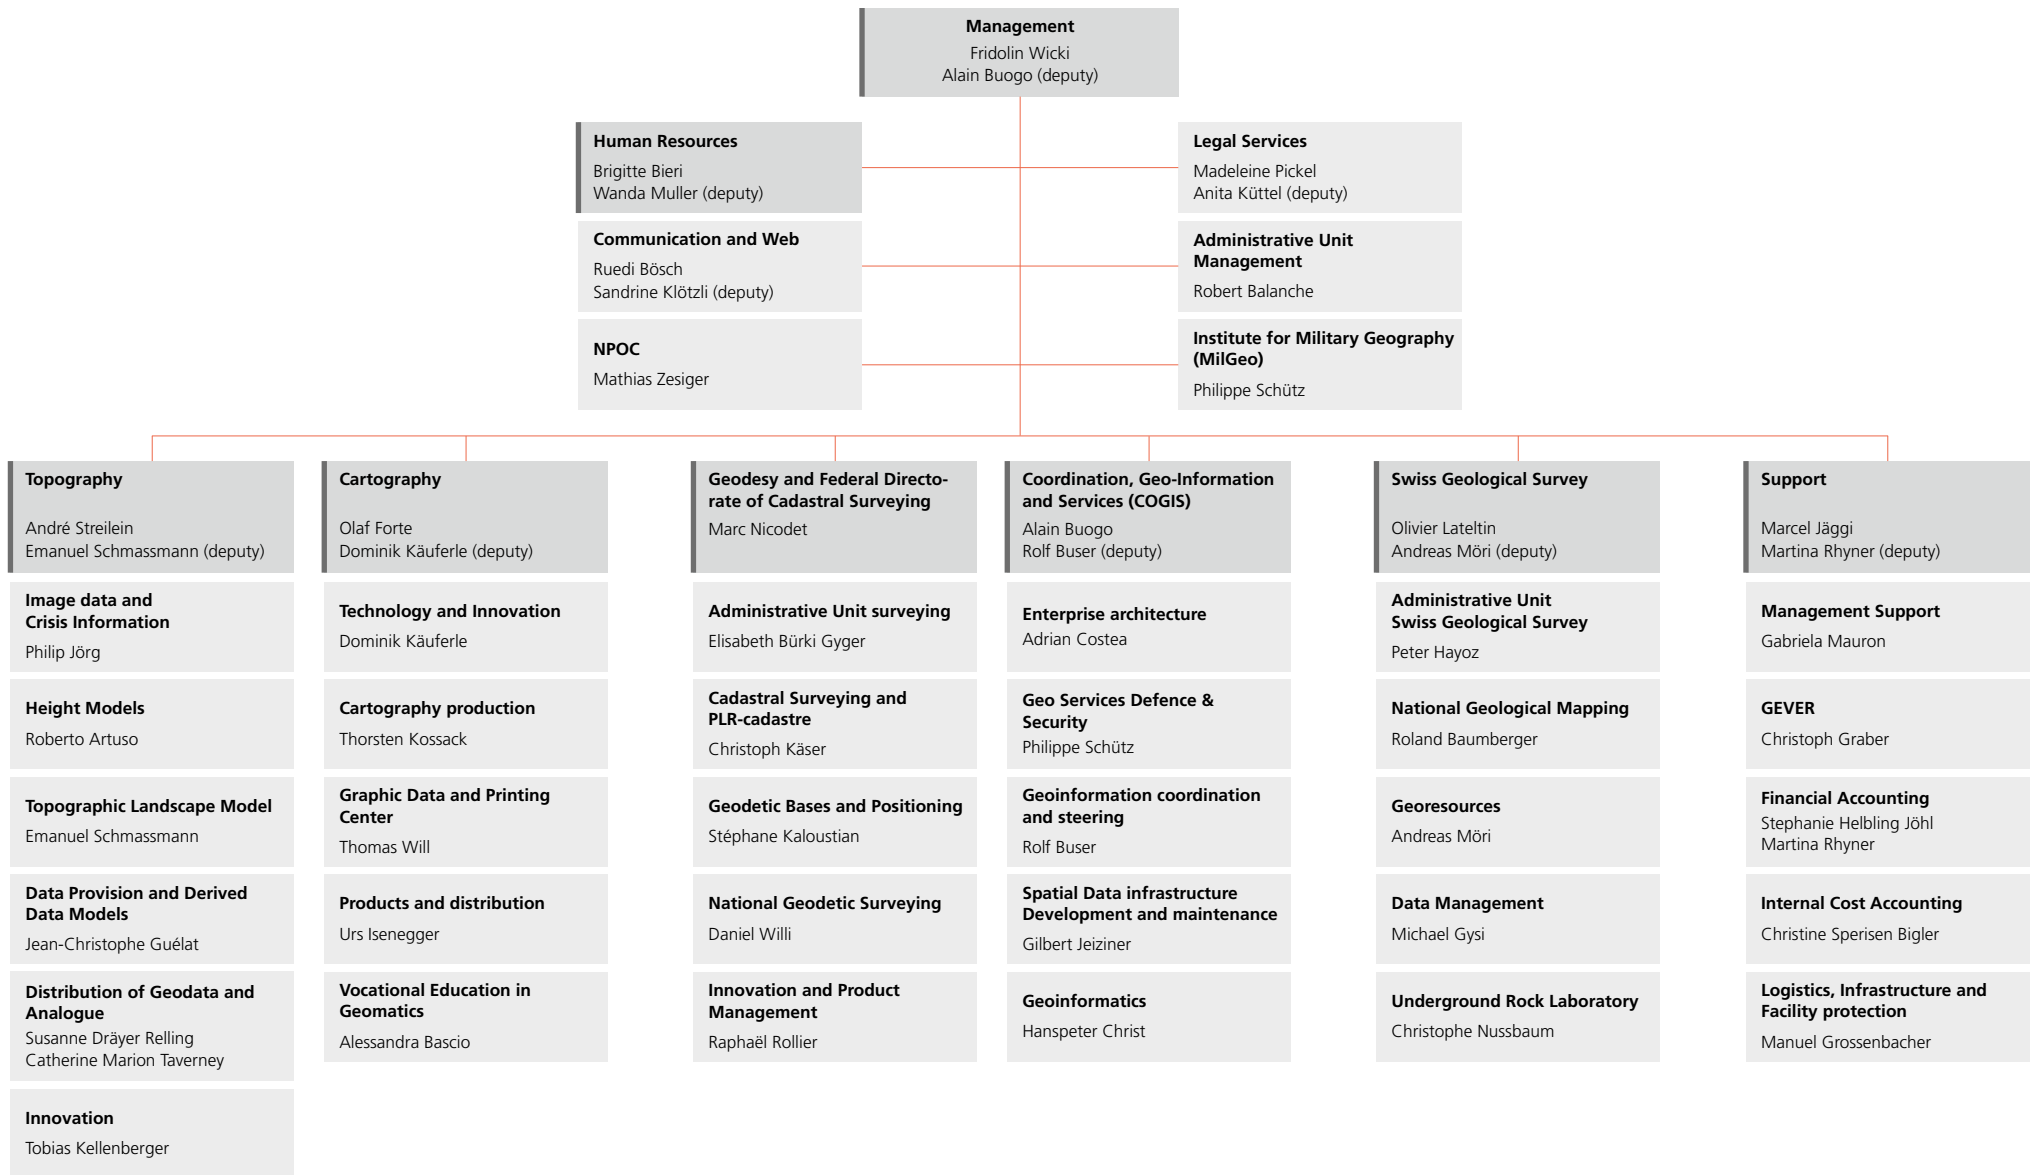 Management
Fridolin Wicki
Alain Buogo (deputy)
Human Resources
Brigitte Bieri
Wanda Muller (deputy)
Legal Services
Madeleine Pickel
Anita Küttel (deputy)
Communication and Web
Ruedi Bösch
Sandrine Klötzli (deputy)
Administrative Unit
Management
Robert Balanche
NPOC
Mathias Zesiger
Institute for Military Geography
(MilGeo)
Philippe Schütz
Topography
André Streilein
Emanuel Schmassmann (deputy)
Image data and
Crisis Information
Philip Jörg
Height Models
Roberto Artuso
Topographic Landscape Model
Emanuel Schmassmann
Data Provision and Derived
Data Models
Jean-Christophe Guélat
Distribution of Geodata and
Analogue
Susanne Dräyer Relling
Catherine Marion Taverney
Innovation
Tobias Kellenberger
Cartography
Olaf Forte
Dominik Käuferle (deputy)
Technology and Innovation
Dominik Käuferle
Cartography production
Thorsten Kossack
Graphic Data and Printing
Center
Thomas Will
Products and distribution
Urs Isenegger
Vocational Education in
Geomatics
Alessandra Bascio
Geodesy and Federal Directo-
rate of Cadastral Surveying
Marc Nicodet
Administrative Unit surveying
Elisabeth Bürki Gyger
Cadastral Surveying and
PLR-cadastre
Christoph Käser
Geodetic Bases and Positioning
Stéphane Kaloustian
National Geodetic Surveying
Daniel Willi
Innovation and Product
Management
Raphaël Rollier
Coordination, Geo-Information
and Services (COGIS)
Alain Buogo
Rolf Buser (deputy)
Enterprise architecture
Adrian Costea
Geo Services Defence &
Security
Philippe Schütz
Geoinformation coordination
and steering
Rolf Buser
Spatial Data infrastructure
Development and maintenance
Gilbert Jeiziner
Geoinformatics
Hanspeter Christ
Swiss Geological Survey
Olivier Lateltin
Andreas Möri (deputy)
Administrative Unit
Swiss Geological Survey
Peter Hayoz
National Geological Mapping
Roland Baumberger
Georesources
Andreas Möri
Data Management
Michael Gysi
Underground Rock Laboratory
Christophe Nussbaum
Support
Marcel Jäggi
Martina Rhyner (deputy)
Management Support
Gabriela Mauron
GEVER
Christoph Graber
Financial Accounting
Stephanie Helbling Jöhl
Martina Rhyner
Internal Cost Accounting
Christine Sperisen Bigler
Logistics, Infrastructure and
Facility protection
Manuel Grossenbacher